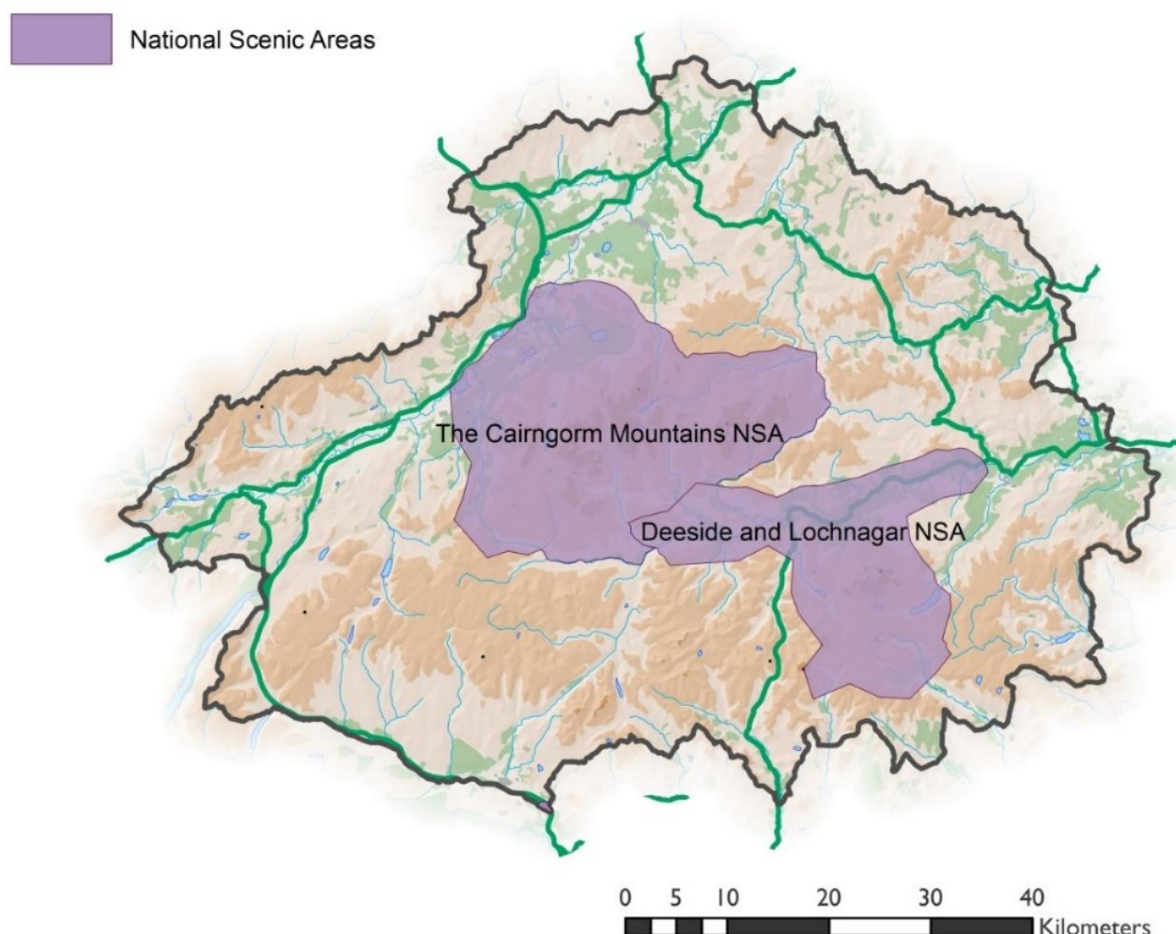 National Scenic Areas
The Cairngorm Mountains NSA
Deeside and Lochnagar NSA
0 5 10 20 30 40
Kilometers